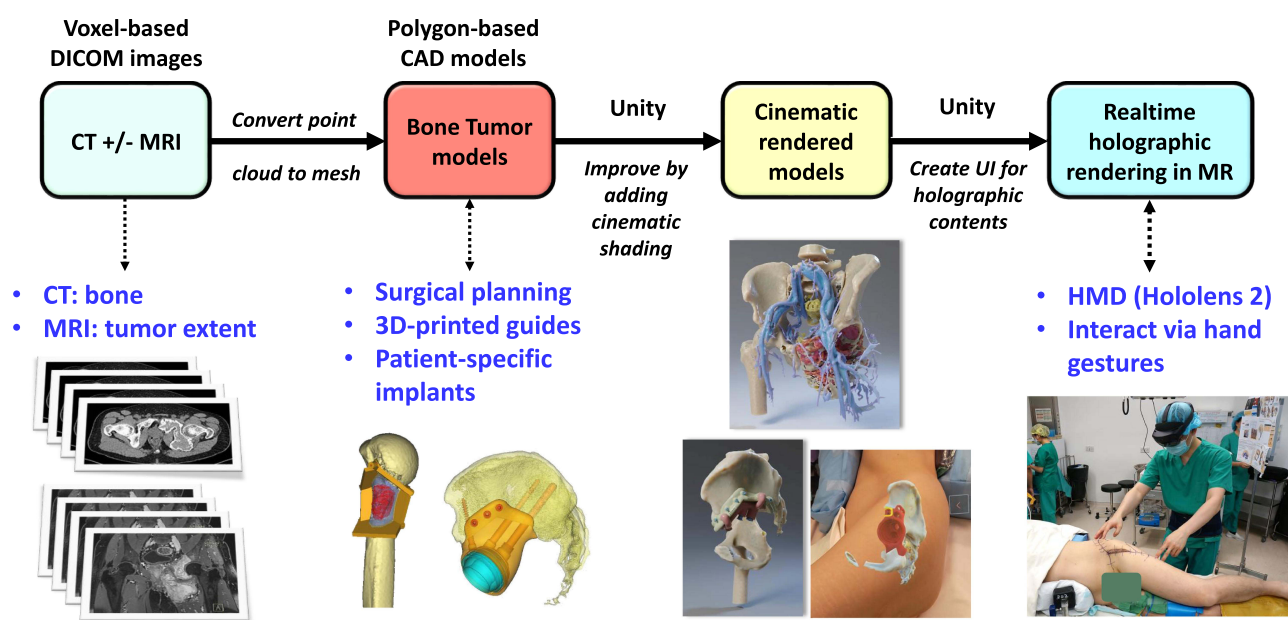 Voxel-based
DICOM images
CT +/- MRI
Convert point
cloud to mesh
Polygon-based
CAD models
Bone Tumor
models
Unity
Improve by
adding
cinematic
shading
Cinematic
rendered
models
Unity
Create UI for
holographic
contents
Realtime
holographic
rendering in MR
• CT: bone
• MRI: tumor extent
• Surgical planning
• 3D-printed guides
• Patient-specific
implants
• HMD (Hololens 2)
• Interact via hand
gestures